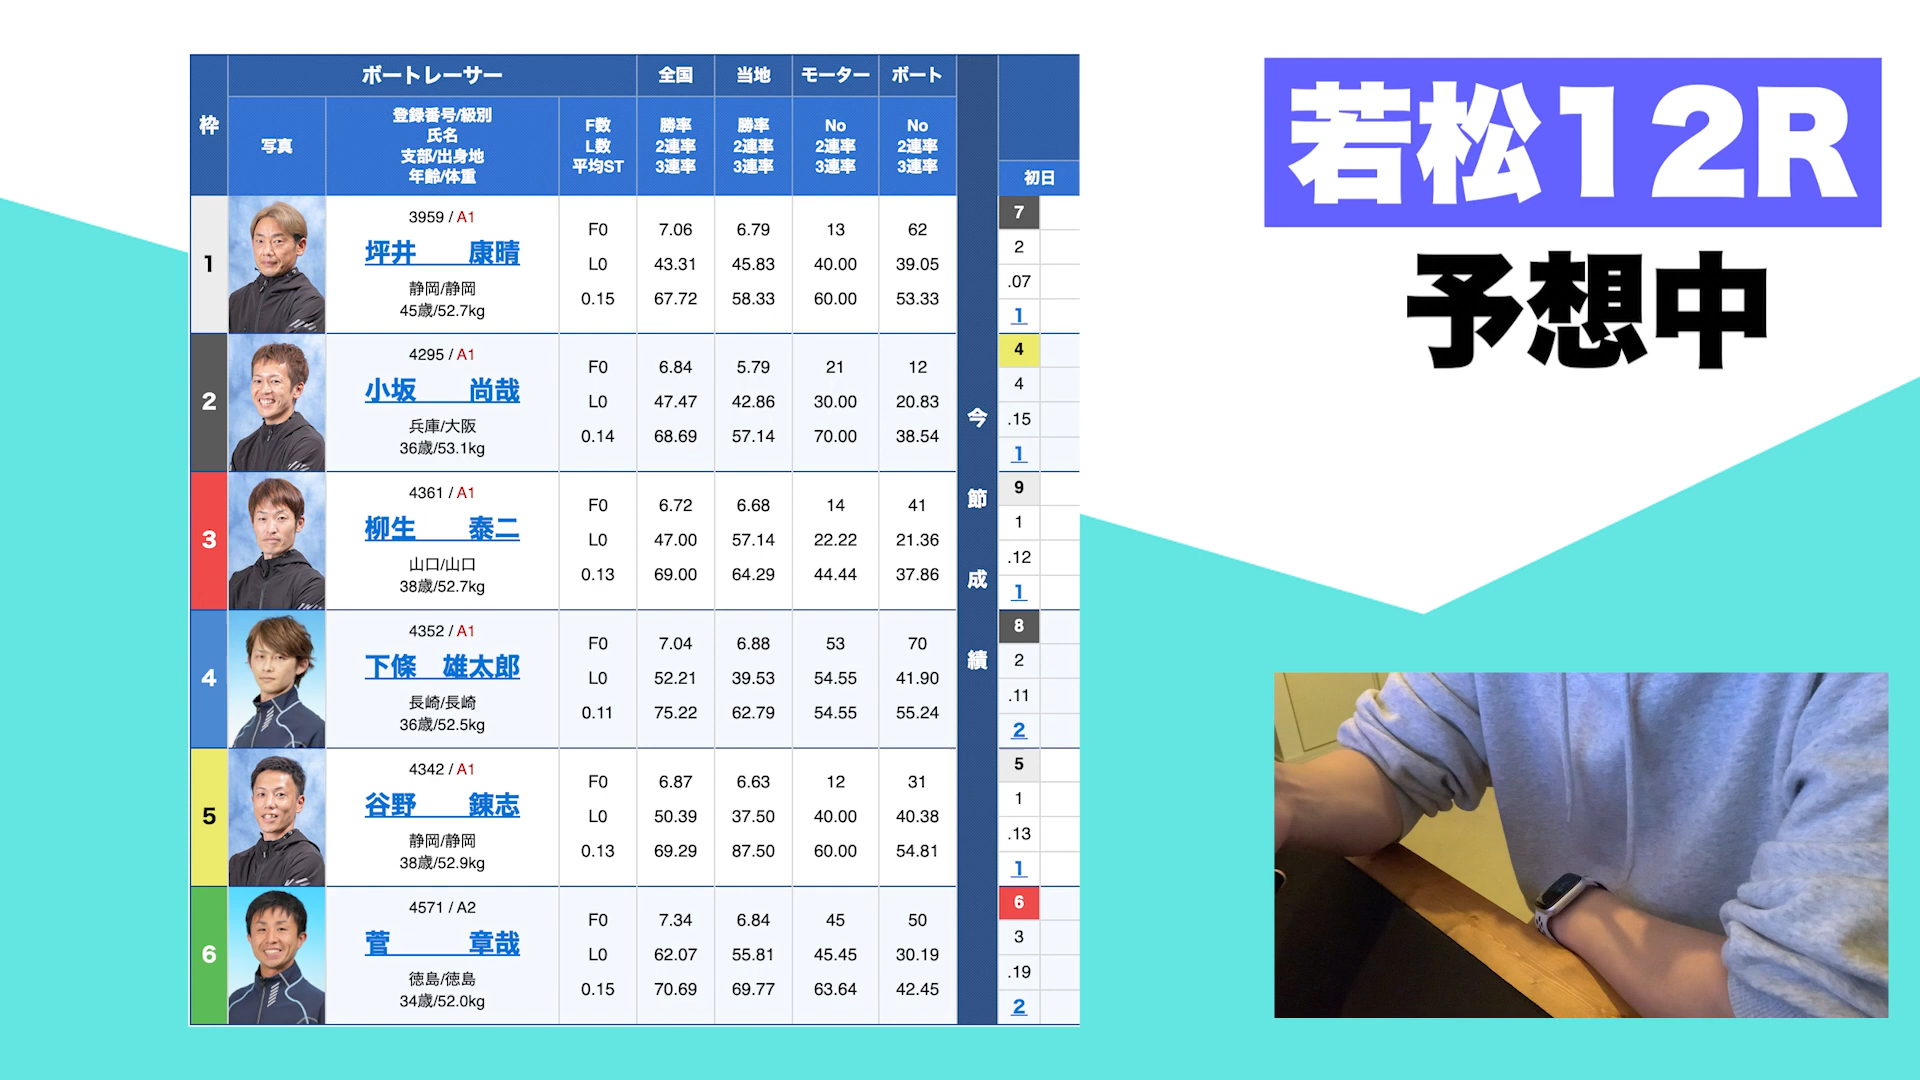 若松12R
予想中
枠
ボートレーサー
全国
当地
モーター
ボート
写真
登録番号/級別
氏名
支部/出身地
年齢/体重
F数
L数
平均ST
勝率
2連率
3連率
勝率
2連率
3連率
No
2連率
3連率
No
2連率
3連率
今節成績
初日
1
3959 / A1
坪井 康晴
静岡/静岡
45歳/52.7kg
F0 7.06 6.79 13 62
L0 43.31 45.83 40.00 39.05
0.15 67.72 58.33 60.00 53.33
7
2
.07
1
2
4295 / A1
小坂 尚哉
兵庫/大阪
36歳/53.1kg
F0 6.84 5.79 21 12
L0 47.47 42.86 30.00 20.83
0.14 68.69 57.14 70.00 38.54
4
4
.15
1
3
4361 / A1
柳生 泰二
山口/山口
38歳/52.7kg
F0 6.72 6.68 14 41
L0 47.00 57.14 22.22 21.36
0.13 69.00 64.29 44.44 37.86
9
1
.12
1
4
4352 / A1
下條 雄太郎
長崎/長崎
36歳/52.5kg
F0 7.04 6.88 53 70
L0 52.21 39.53 54.55 41.90
0.11 75.22 62.79 54.55 55.24
8
2
.11
2
5
4342 / A1
谷野 錬志
静岡/静岡
38歳/52.9kg
F0 6.87 6.63 12 31
L0 50.39 37.50 40.00 40.38
0.13 69.29 87.50 60.00 54.81
5
1
.13
1
6
4571 / A2
菅 章哉
徳島/徳島
34歳/52.0kg
F0 7.34 6.84 45 50
L0 62.07 55.81 45.45 30.19
0.15 70.69 69.77 63.64 42.45
6
3
.19
2